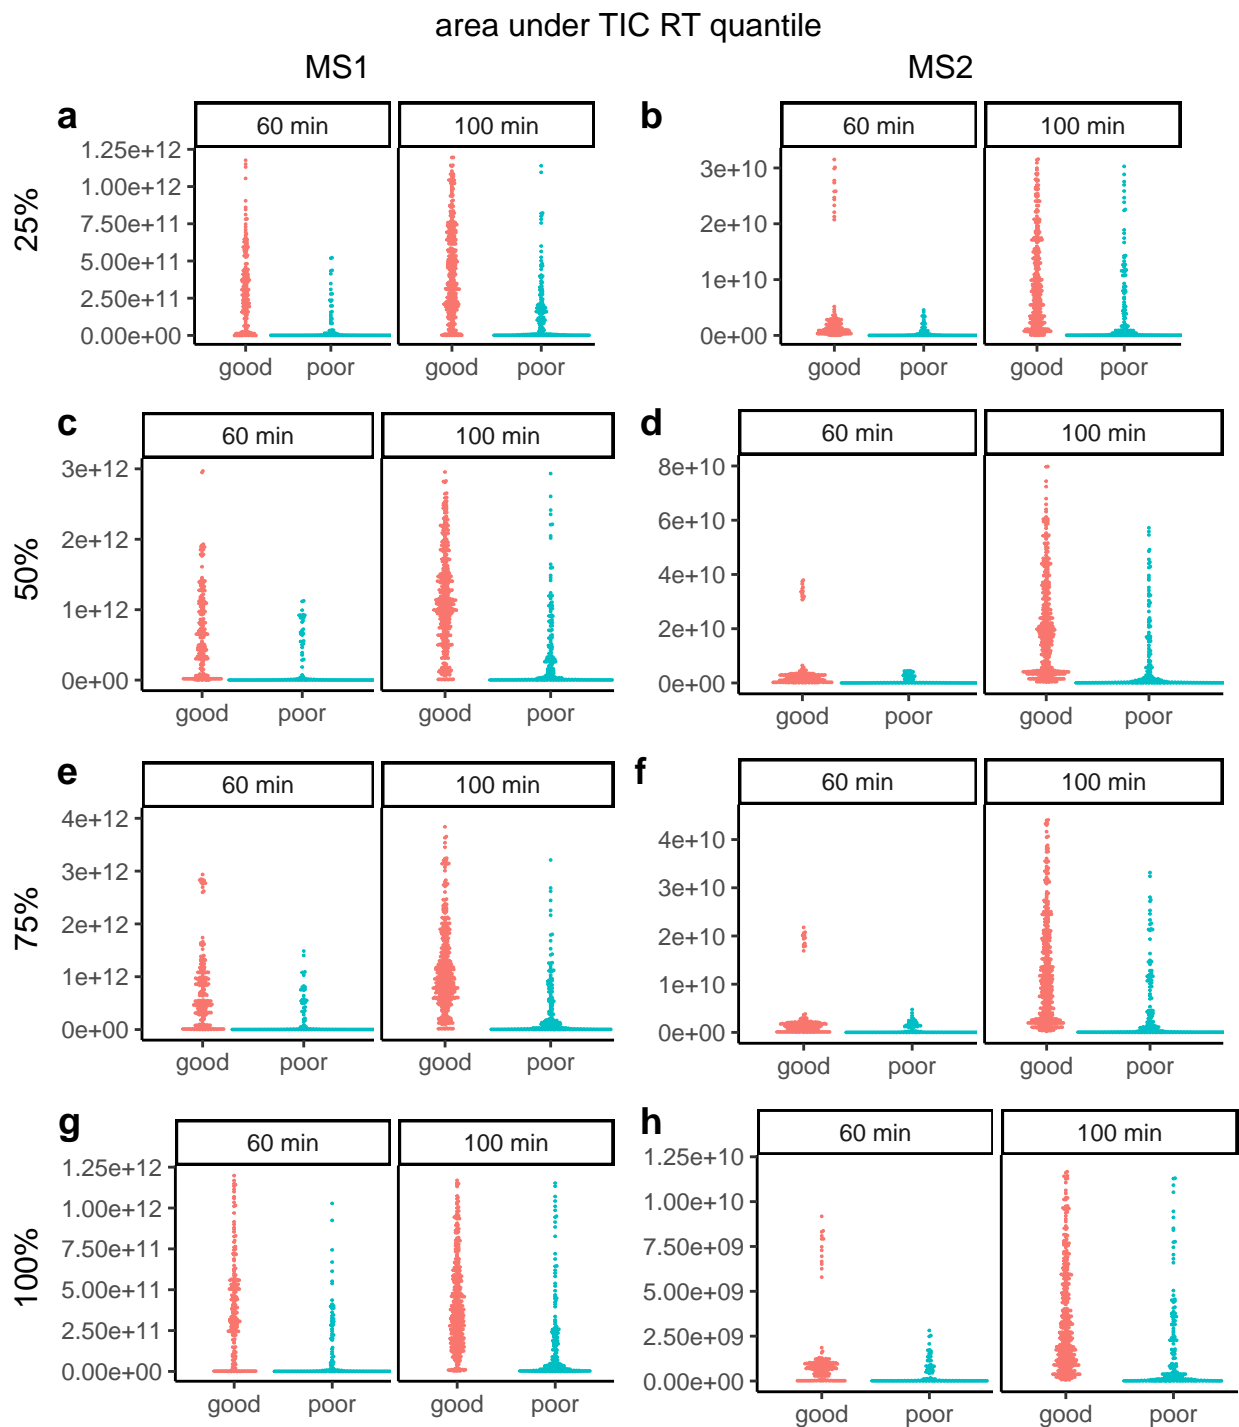 area under TIC RT quantile
MS1 MS2
a b
60 min 100 min 60 min 100 min
25%
1.25e+12
1.00e+12
7.50e+11
5.00e+11
2.50e+11
0.00e+00
3e+10
2e+10
1e+10
0e+00
good poor good poor good poor good poor
c d
60 min 100 min 60 min 100 min
50%
3e+12
2e+12
1e+12
0e+00
8e+10
6e+10
4e+10
2e+10
0e+00
good poor good poor good poor good poor
e f
60 min 100 min 60 min 100 min
75%
4e+12
3e+12
2e+12
1e+12
0e+00
4e+10
3e+10
2e+10
1e+10
0e+00
good poor good poor good poor good poor
g h
60 min 100 min 60 min 100 min
100%
1.25e+12
1.00e+12
7.50e+11
5.00e+11
2.50e+11
0.00e+00
1.25e+10
1.00e+10
7.50e+09
5.00e+09
2.50e+09
0.00e+00
good poor good poor good poor good poor